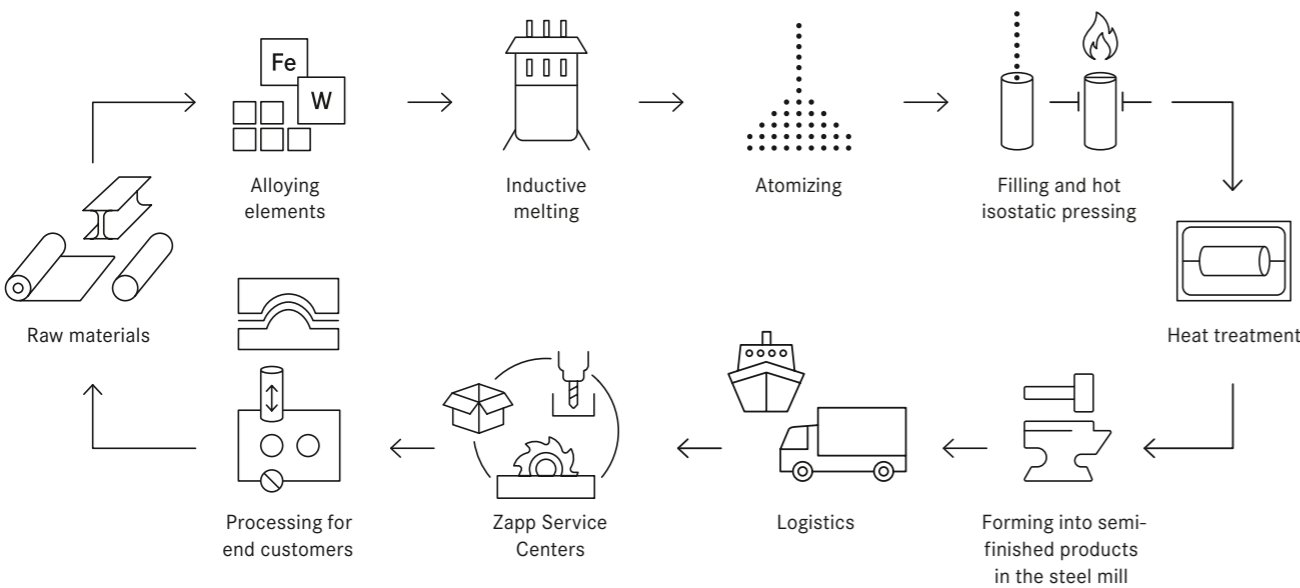 Fe
W
Alloying
elements
Inductive
melting
Atomizing
Filling and hot
isostatic pressing
Raw materials
Heat treatment
Processing for
end customers
Zapp Service
Centers
Logistics
Forming into semi-
finished products
in the steel mill